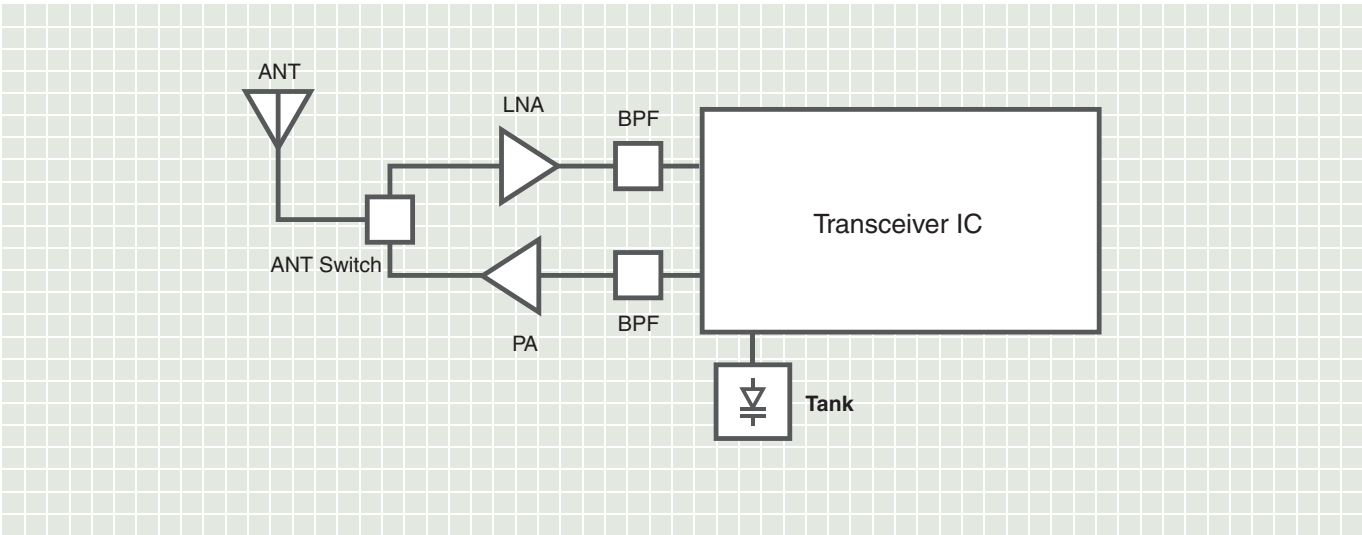 ANT
LNA
BPF
Transceiver IC
ANT Switch
PA
BPF
Tank